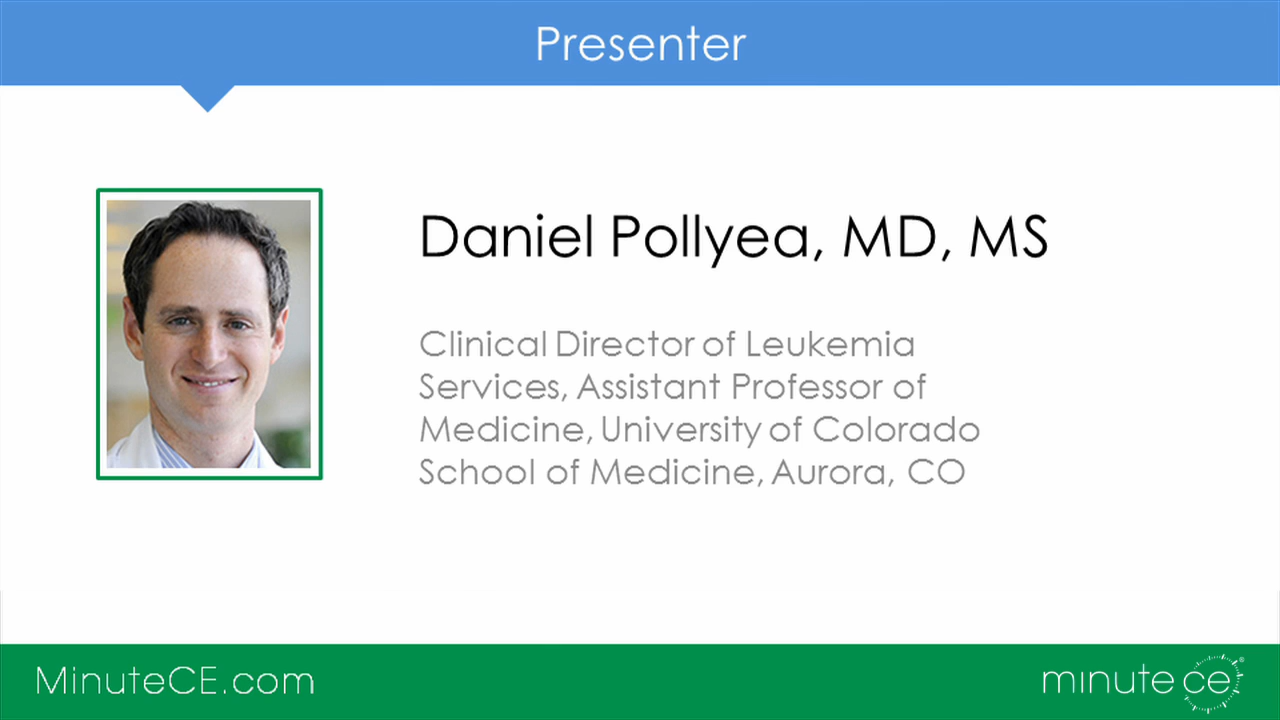 Presenter
Daniel Pollyea, MD, MS
Clinical Director of Leukemia
Services, Assistant Professor of
Medicine, University of Colorado
School of Medicine, Aurora, CO
MinuteCE.com
minute ce®